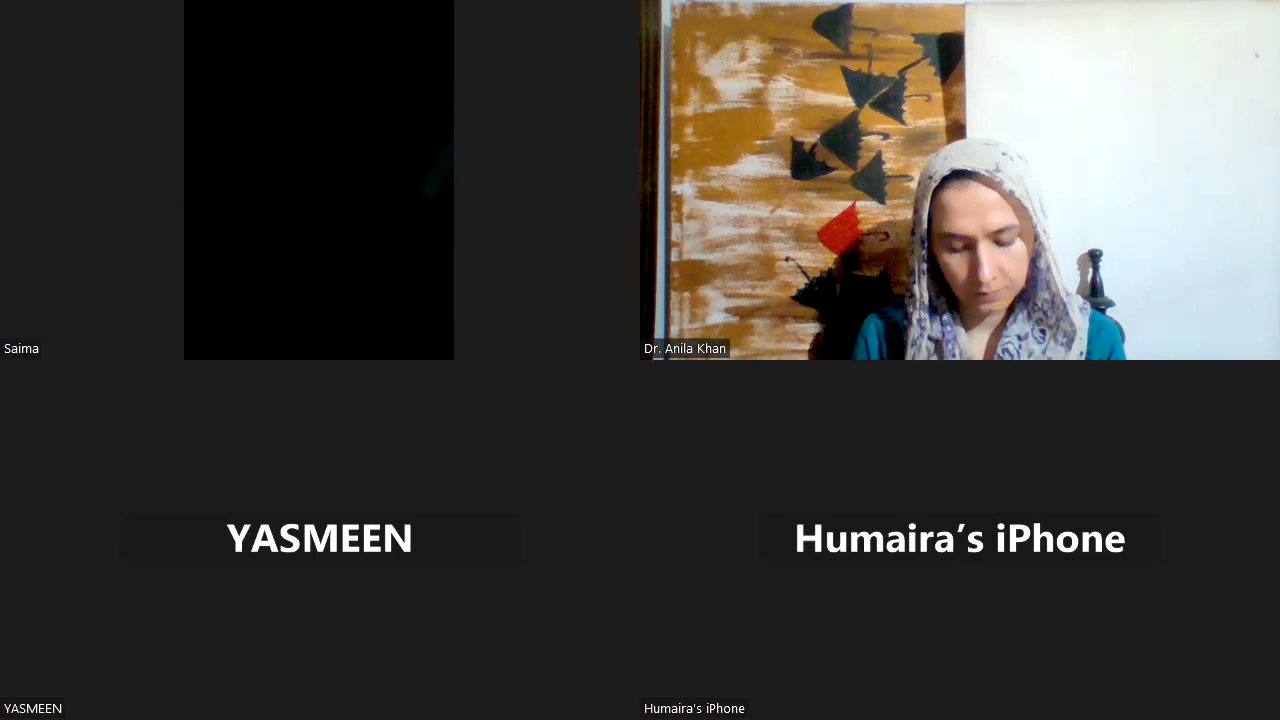 Saima
Dr. Anila Khan
YASMEEN
Humaira’s iPhone
YASMEEN
Humaira's iPhone